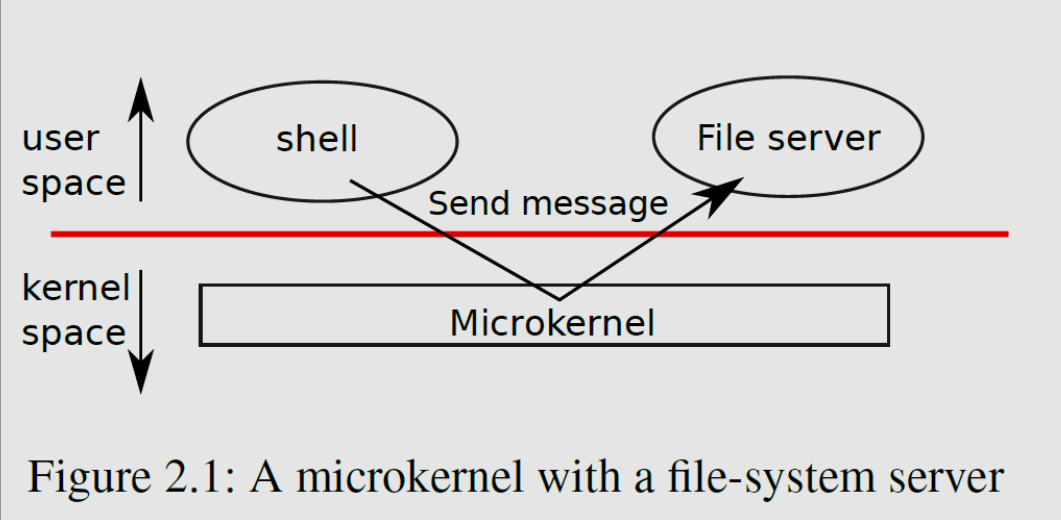 user
space
shell
File server
Send message
kernel
space
Microkernel
Figure 2.1: A microkernel with a file-system server